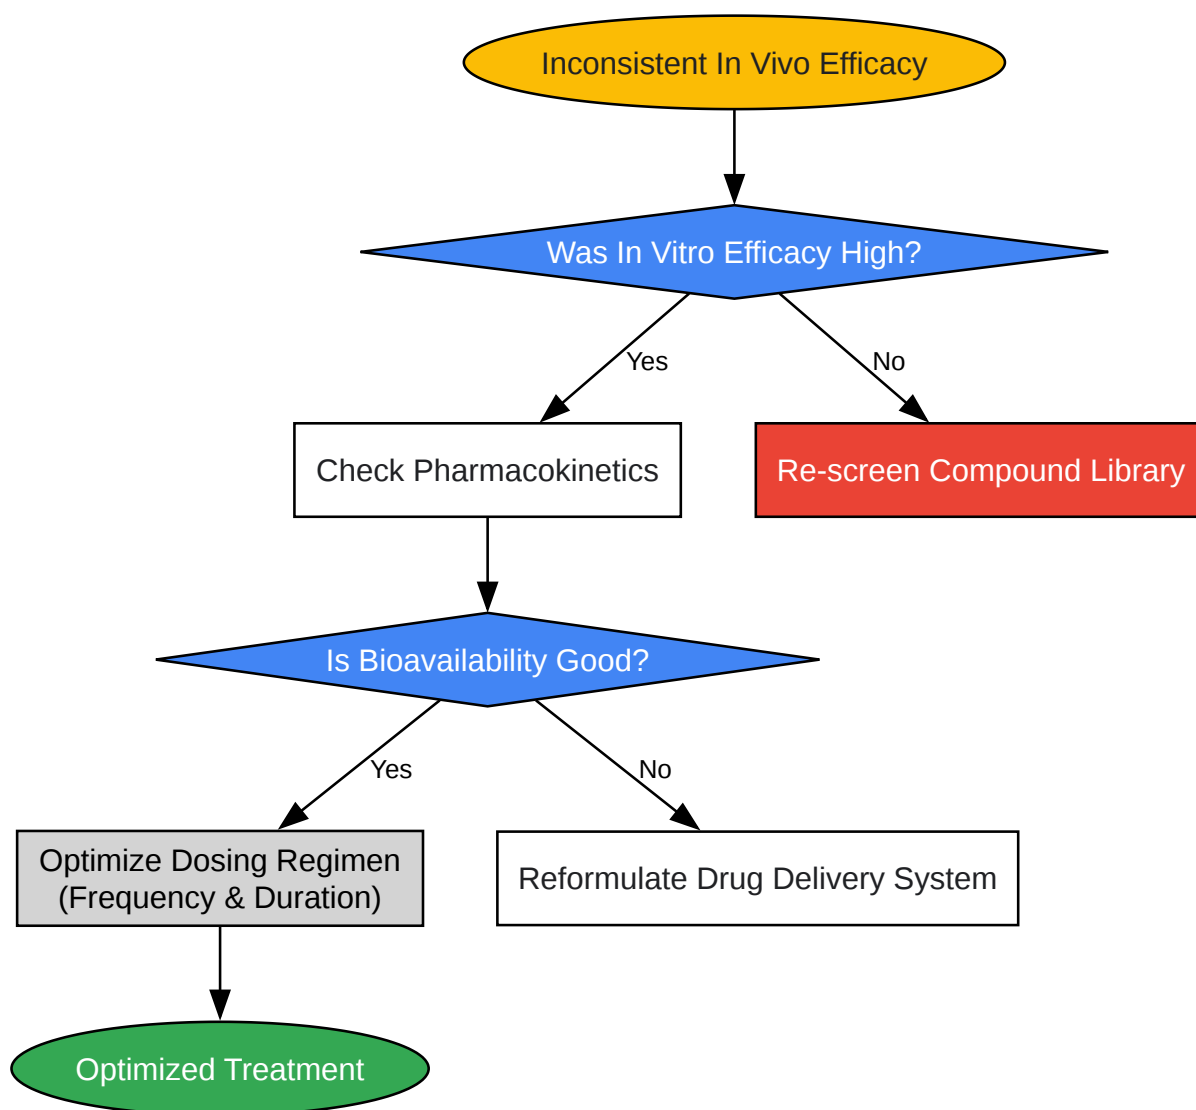 Inconsistent In Vivo Efficacy
Was In Vitro Efficacy High?
Yes
No
Check Pharmacokinetics
Re-screen Compound Library
Is Bioavailability Good?
Yes
No
Optimize Dosing Regimen
(Frequency & Duration)
Reformulate Drug Delivery System
Optimized Treatment